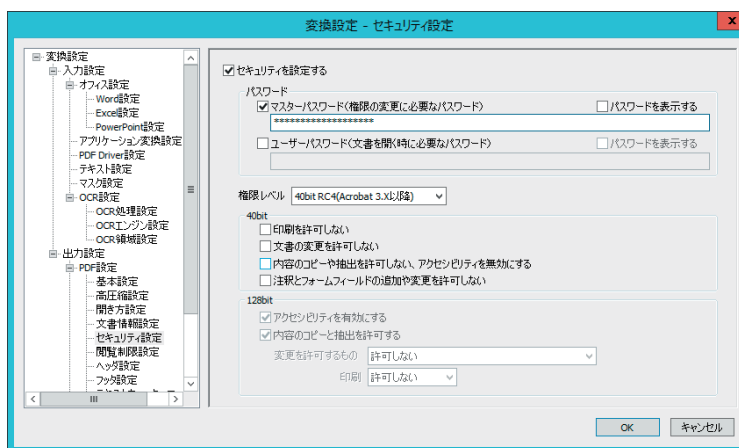 変換設定 - セキュリティ設定
x
変換設定
入力設定
オフィス設定
Word設定
Excel設定
PowerPoint設定
アプリケーション変換設定
PDF Driver設定
テキスト設定
マスク設定
OCR設定
OCR処理設定
OCRエンジン設定
OCR領域設定
出力設定
PDF設定
基本設定
高圧縮設定
開き方設定
文書情報設定
セキュリティ設定
閲覧制限設定
ヘッダ設定
フッタ設定
セキュリティを設定する
パスワード
マスターパスワード(権限の変更に必要なパスワード) パスワードを表示する
*******************
ユーザーパスワード(文書を開く時に必要なパスワード) パスワードを表示する
権限レベル 40bit RC4(Acrobat 3.X以降)
40bit
印刷を許可しない
文書の変更を許可しない
内容のコピーや抽出を許可しない、アクセシビリティを無効にする
注釈とフォームフィールドの追加や変更を許可しない
128bit
アクセシビリティを有効にする
内容のコピーと抽出を許可する
変更を許可するもの 許可しない
印刷 許可しない
OK キャンセル